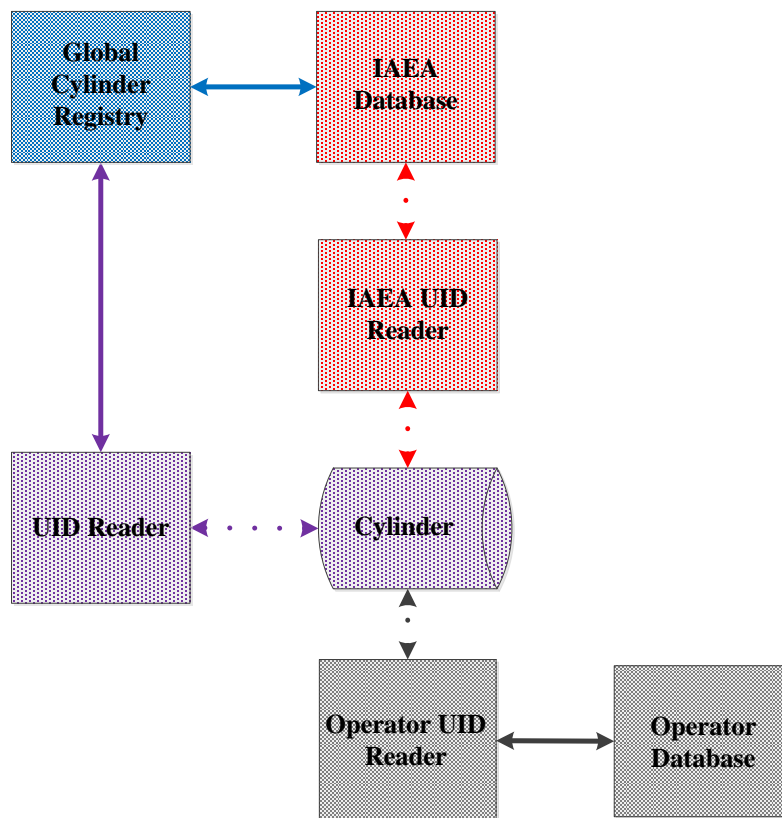 Global
Cylinder
Registry
IAEA
Database
IAEA UID
Reader
UID Reader
Cylinder
Operator UID
Reader
Operator
Database